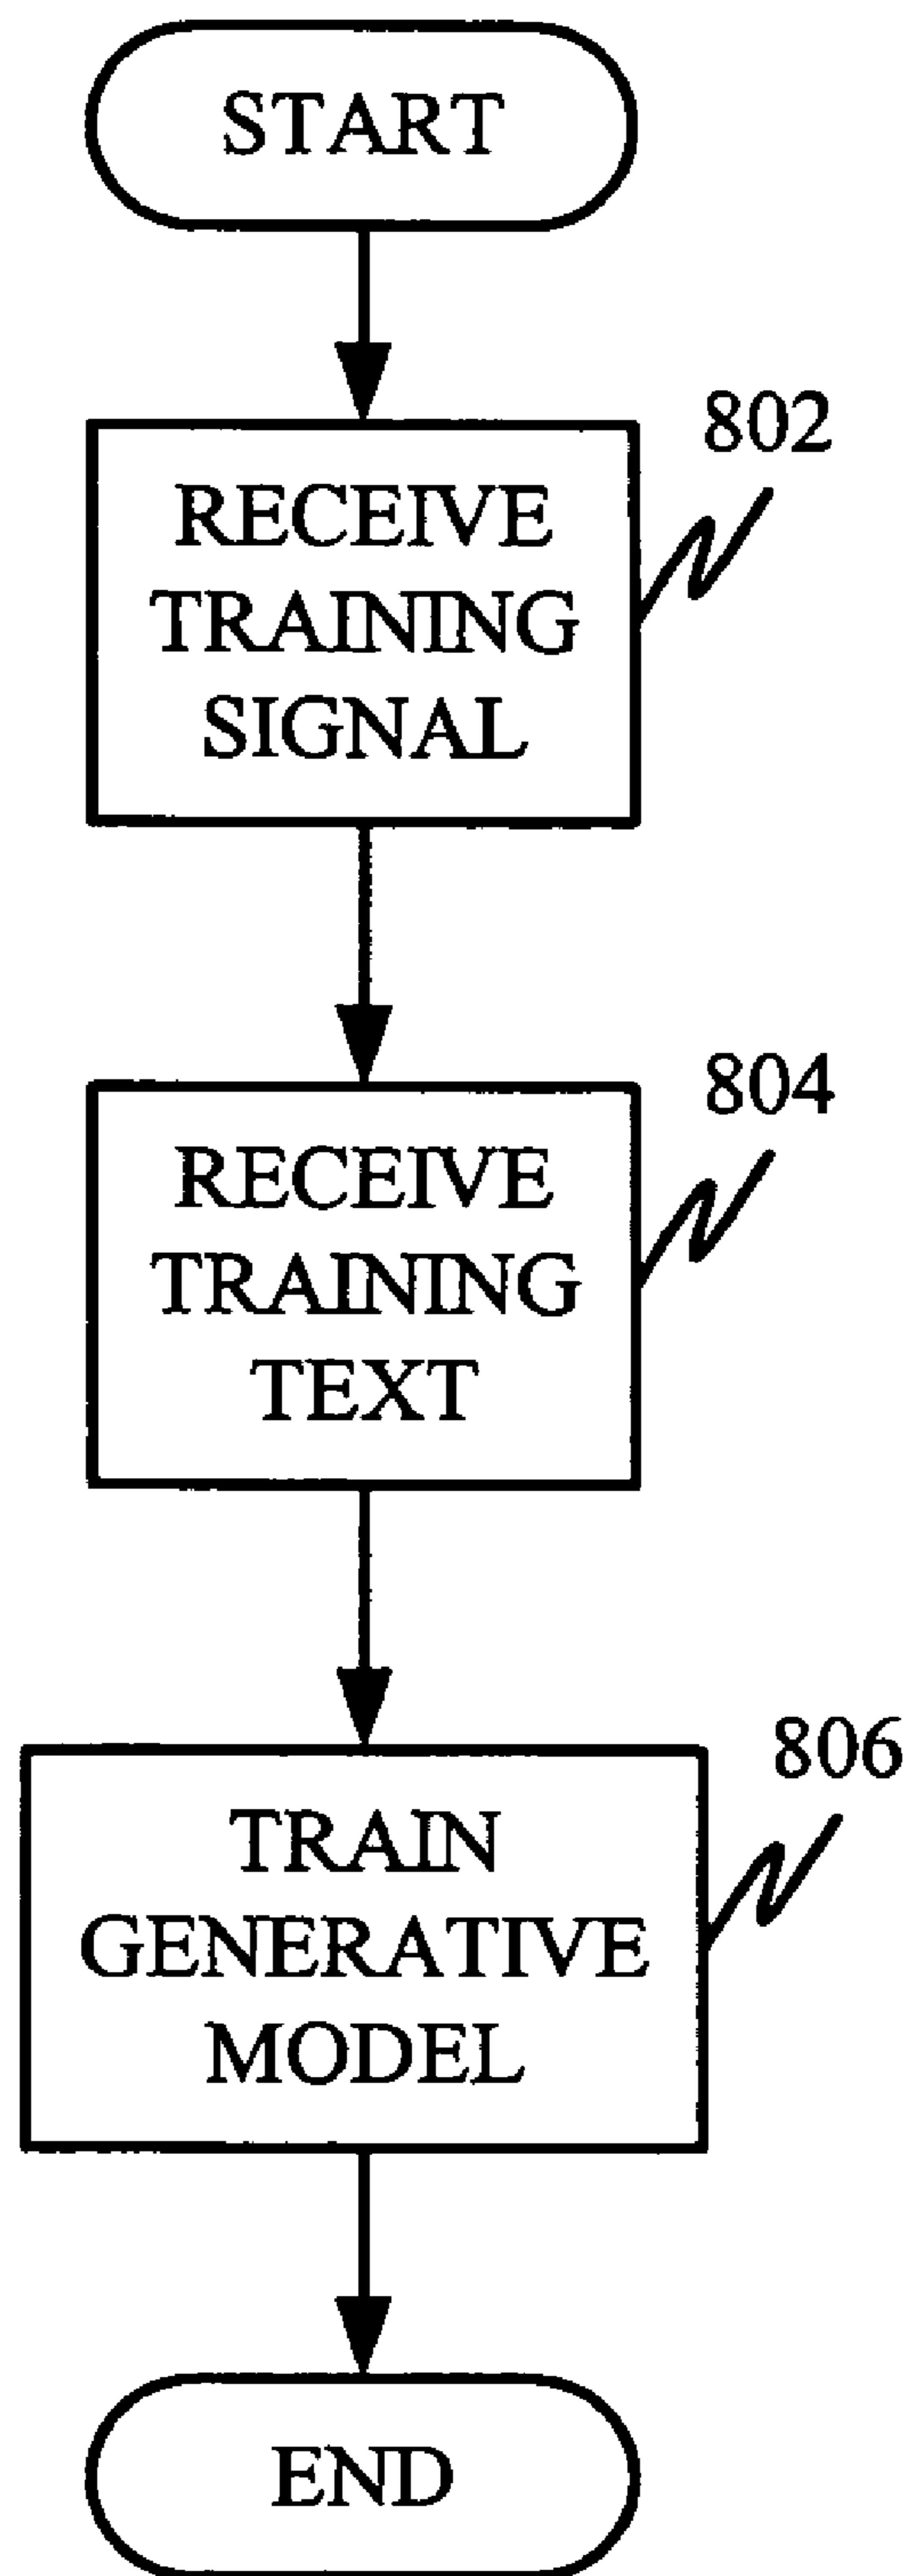 START
802
RECEIVE
TRAINING
SIGNAL
804
RECEIVE
TRAINING
TEXT
806
TRAIN
GENERATIVE
MODEL
END